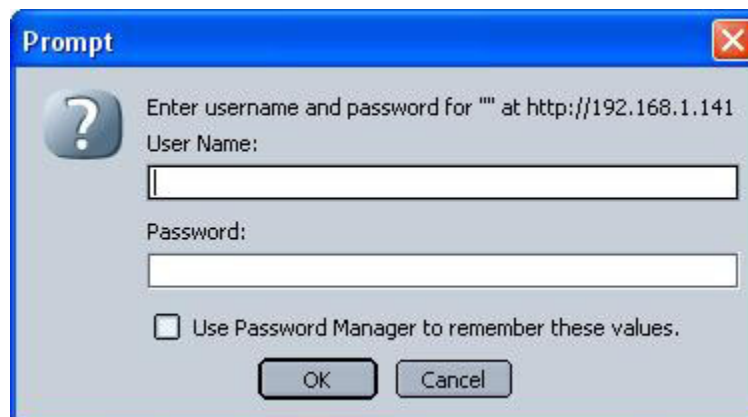 Prompt
Enter username and password for "" at http://192.168.1.141
User Name:
Password:
Use Password Manager to remember these values.
OK
Cancel